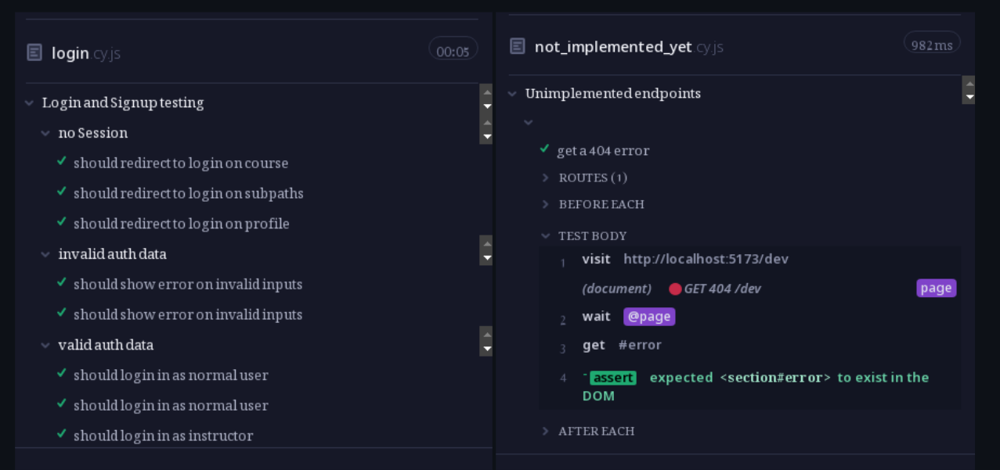 login.cy.js
00:05
Login and Signup testing
no Session
should redirect to login on course
should redirect to login on subpaths
should redirect to login on profile
invalid auth data
should show error on invalid inputs
should show error on invalid inputs
valid auth data
should login in as normal user
should login in as normal user
should login in as instructor
not_implemented_yet.cy.js
982ms
Unimplemented endpoints
get a 404 error
ROUTES (1)
BEFORE EACH
TEST BODY
1 visit http://localhost:5173/dev
(document) GET 404 /dev page
2 wait @page
3 get #error
4 -assert expected <section#error> to exist in the
DOM
AFTER EACH